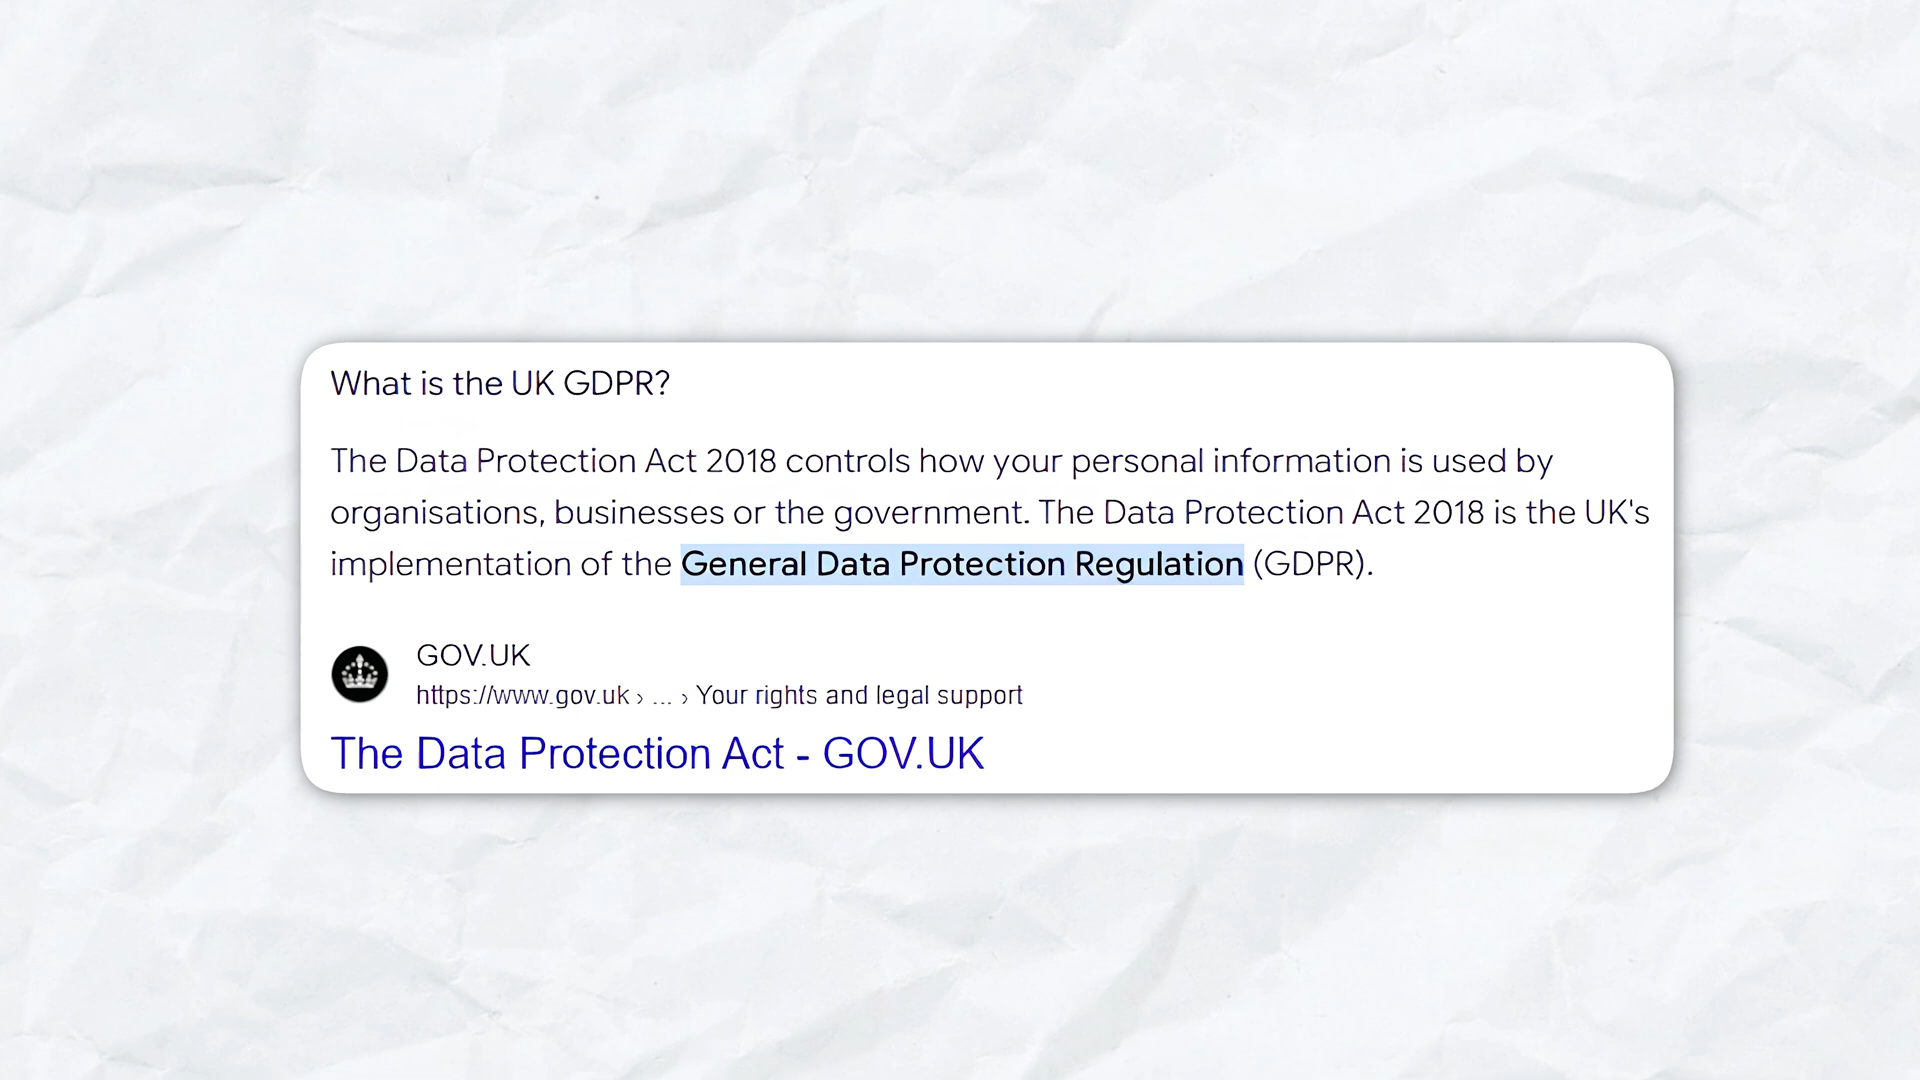 What is the UK GDPR?
The Data Protection Act 2018 controls how your personal information is used by
organisations, businesses or the government. The Data Protection Act 2018 is the UK's
implementation of the General Data Protection Regulation (GDPR).
GOV.UK
https://www.gov.uk › ... › Your rights and legal support
The Data Protection Act - GOV.UK